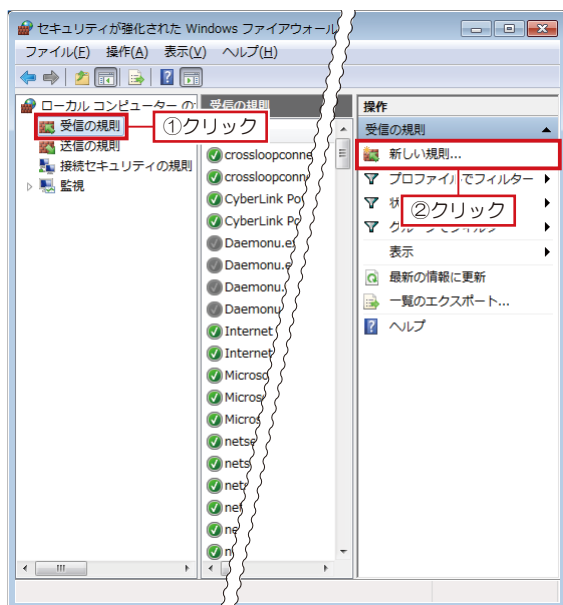 セキュリティが強化された Windows ファイアウォール
ファイル(F) 操作(A) 表示(V) ヘルプ(H)
ローカル コンピューター の
受信の規則
送信の規則
接続セキュリティの規則
監視
①クリック
受信の規則
crossloopconne
crossloopconn
CyberLink Po
CyberLink Po
Daemonu.e
Daemonu.e
Daemonu.
Daemonu
Internet
Internet
Microso
Micros
Micros
netse
nets
nets
net
ne
n
操作
受信の規則
新しい規則...
プロファイルでフィルター
②クリック
表示
最新の情報に更新
一覧のエクスポート...
ヘルプ